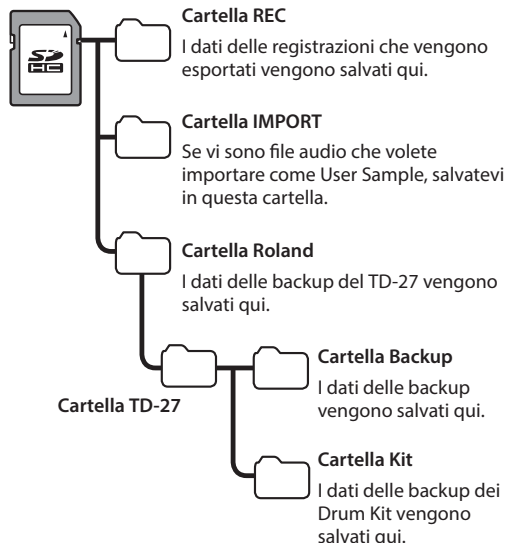 SD
HC
Cartella REC
I dati delle registrazioni che vengono
esportati vengono salvati qui.
Cartella IMPORT
Se vi sono file audio che volete
importare come User Sample, salvatevi
in questa cartella.
Cartella Roland
I dati delle backup del TD-27 vengono
salvati qui.
Cartella TD-27
Cartella Backup
I dati delle backup
vengono salvati qui.
Cartella Kit
I dati delle backup dei
Drum Kit vengono
salvati qui.